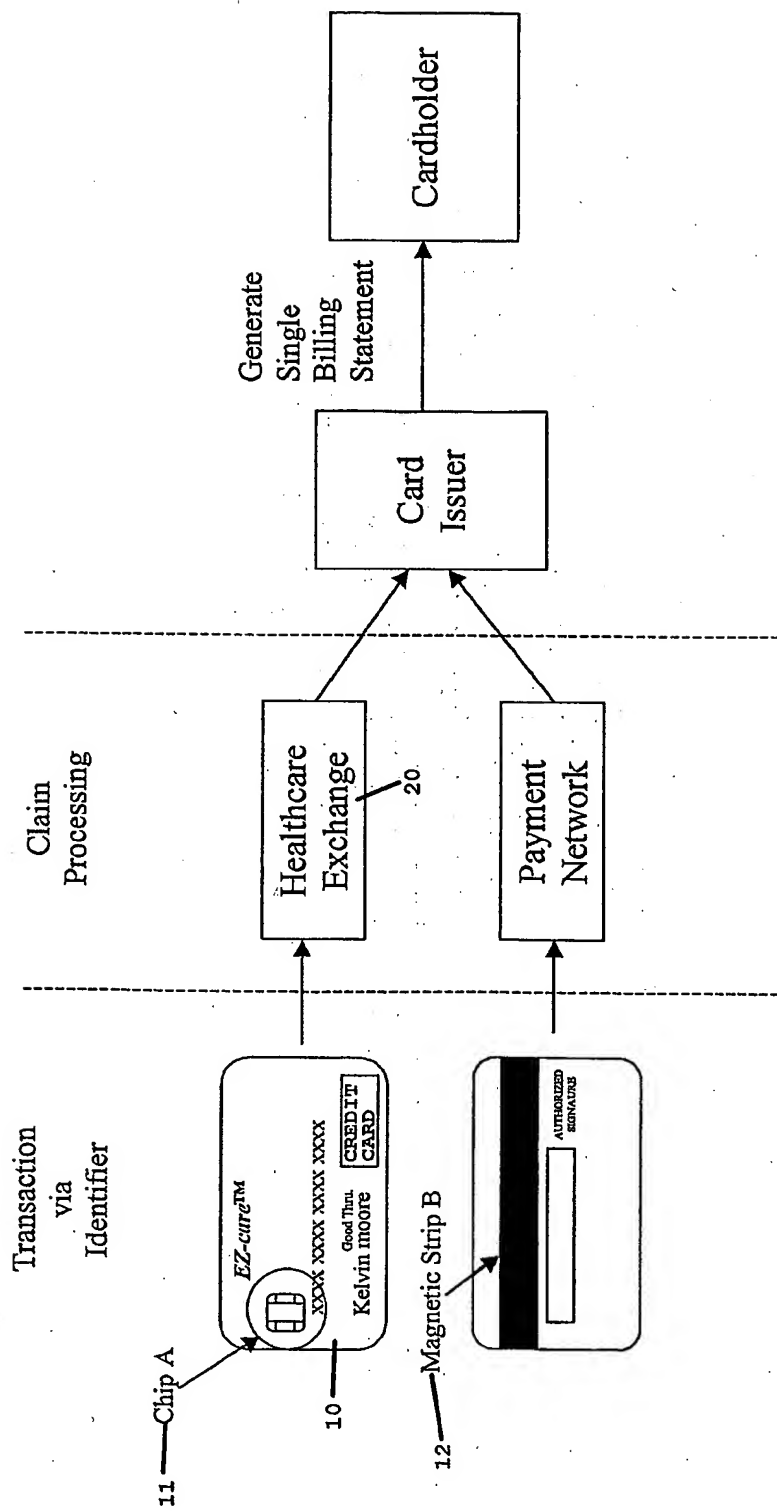 Transaction
via
Identifier
Claim
Processing
11
Chip A
EZ-cure™
XXXX XXXX XXXX XXXX
Good Thru
Kelvin moore
CREDIT
CARD
10
12
Magnetic Strip B
AUTHORIZED
SIGNAURE
Healthcare
Exchange
20
Payment
Network
Card
Issuer
Generate
Single
Billing
Statement
Cardholder